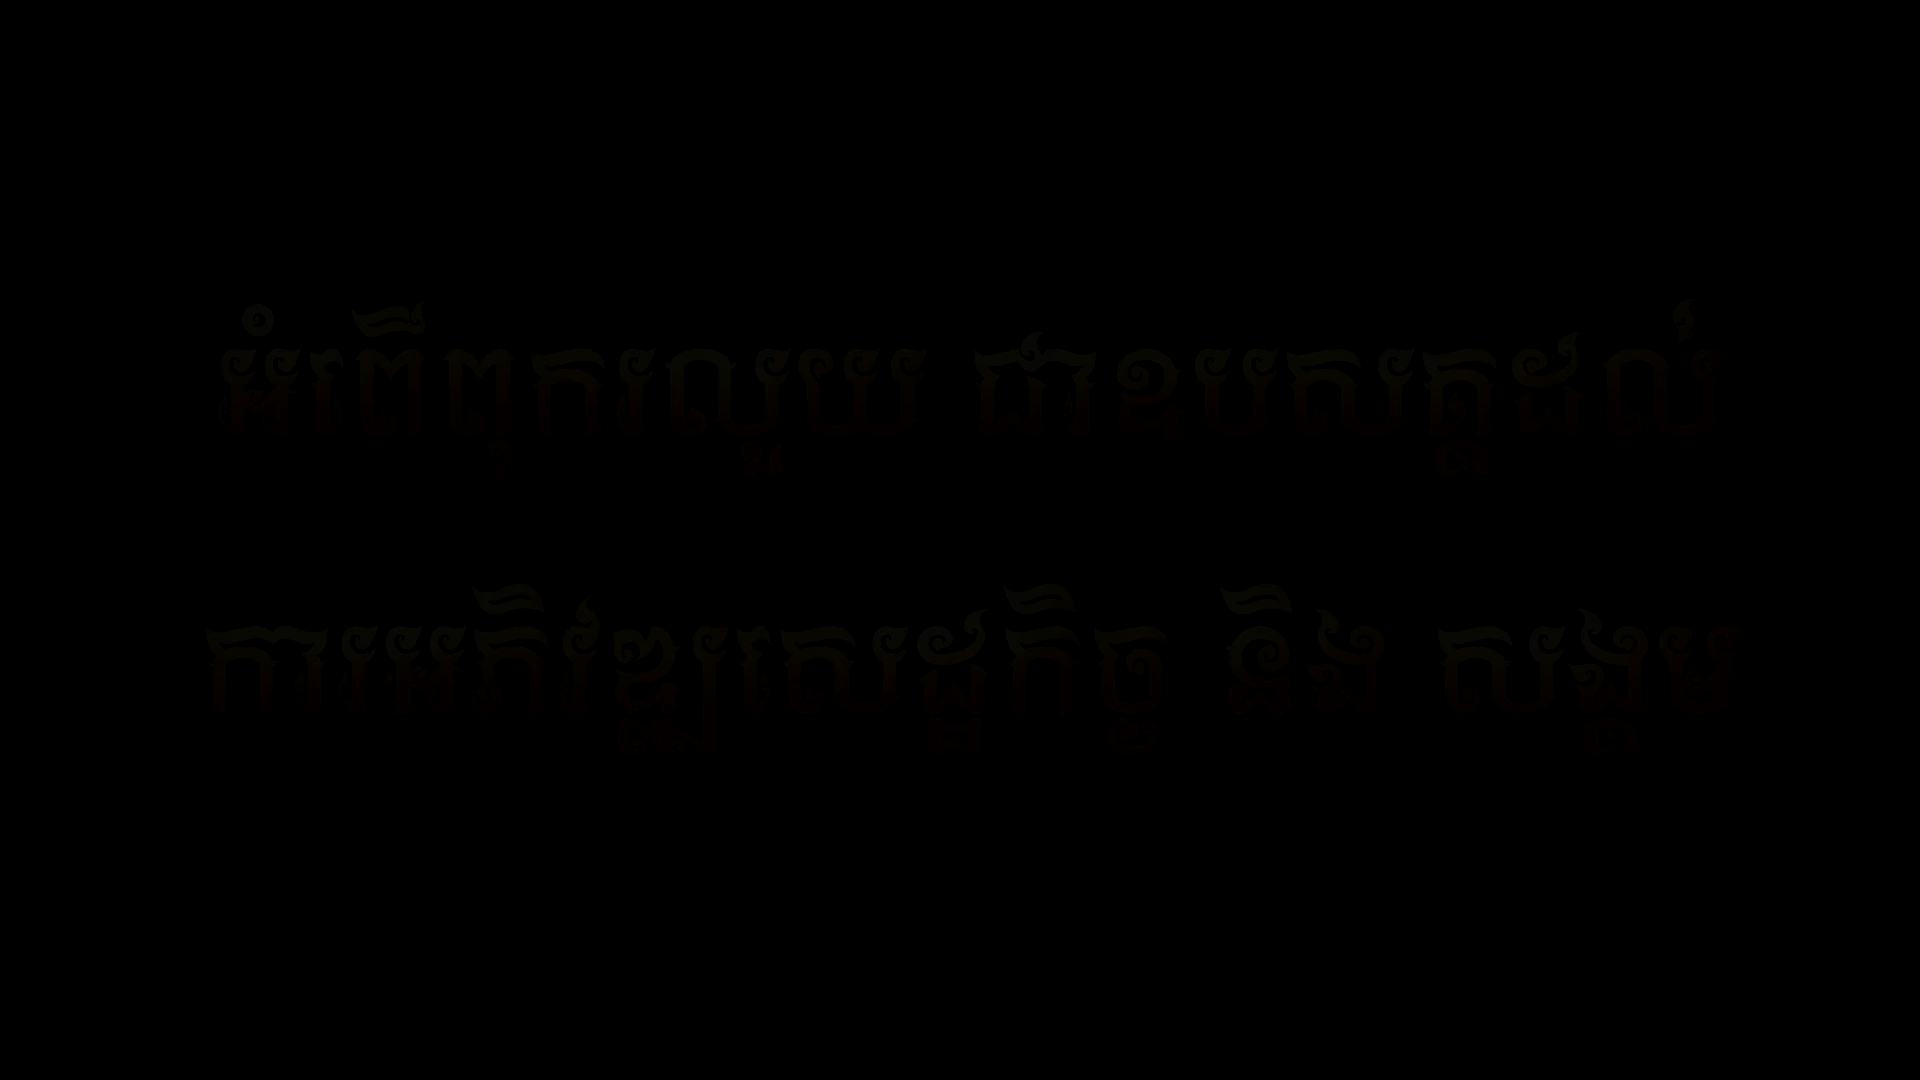 អំពើពុករលួយ ជាឧបសគ្គដល់
ការអភិវឌ្ឍសេដ្ឋកិច្ច និង សង្គម